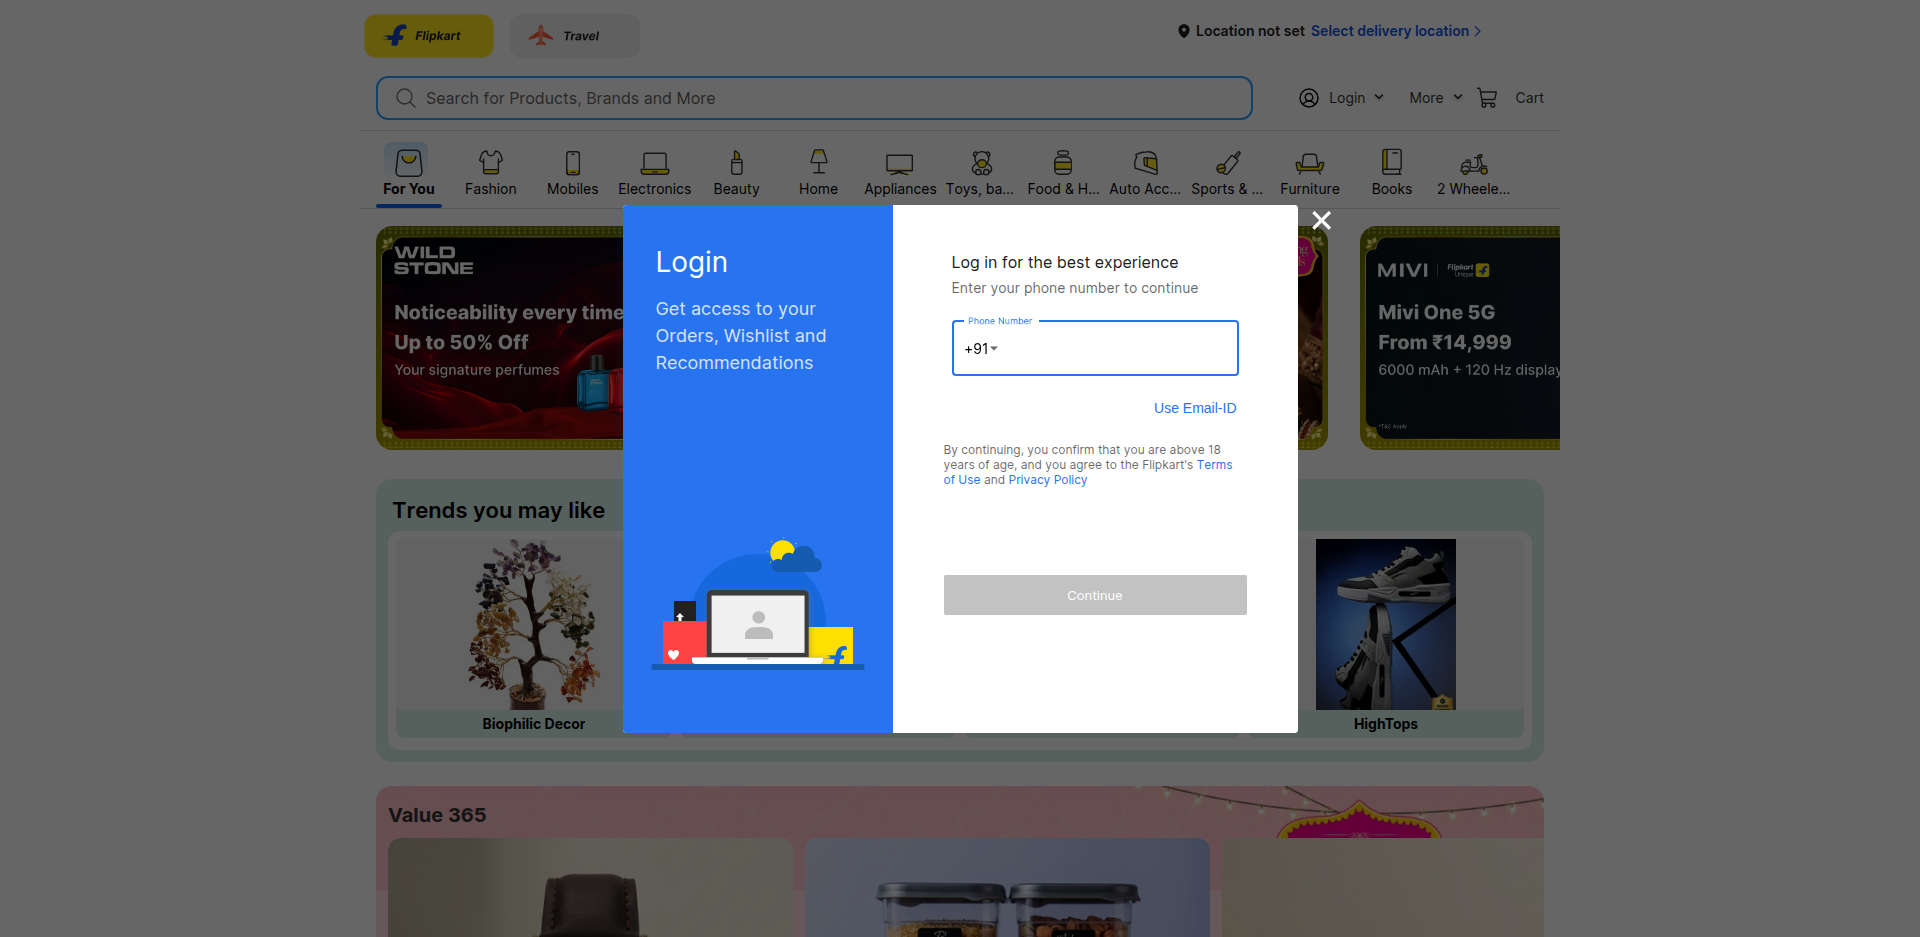 Flipkart
Travel
Location not set Select delivery location
Search for Products, Brands and More
Login
More
Cart
For You
Fashion
Mobiles
Electronics
Beauty
Home
Appliances
Toys, ba...
Food & H...
Auto Acc...
Sports & ...
Furniture
Books
2 Wheele...
WILD
STONE
Noticeability every time
Up to 50% Off
Your signature perfumes
MIVI
Flipkart
Unique
Mivi One 5G
From ₹14,999
6000 mAh + 120 Hz display
*T&C Apply
Login
Get access to your
Orders, Wishlist and
Recommendations
Log in for the best experience
Enter your phone number to continue
Phone Number
+91
Use Email-ID
By continuing, you confirm that you are above 18
years of age, and you agree to the Flipkart's Terms
of Use and Privacy Policy
Continue
Trends you may like
Biophilic Decor
HighTops
Value 365